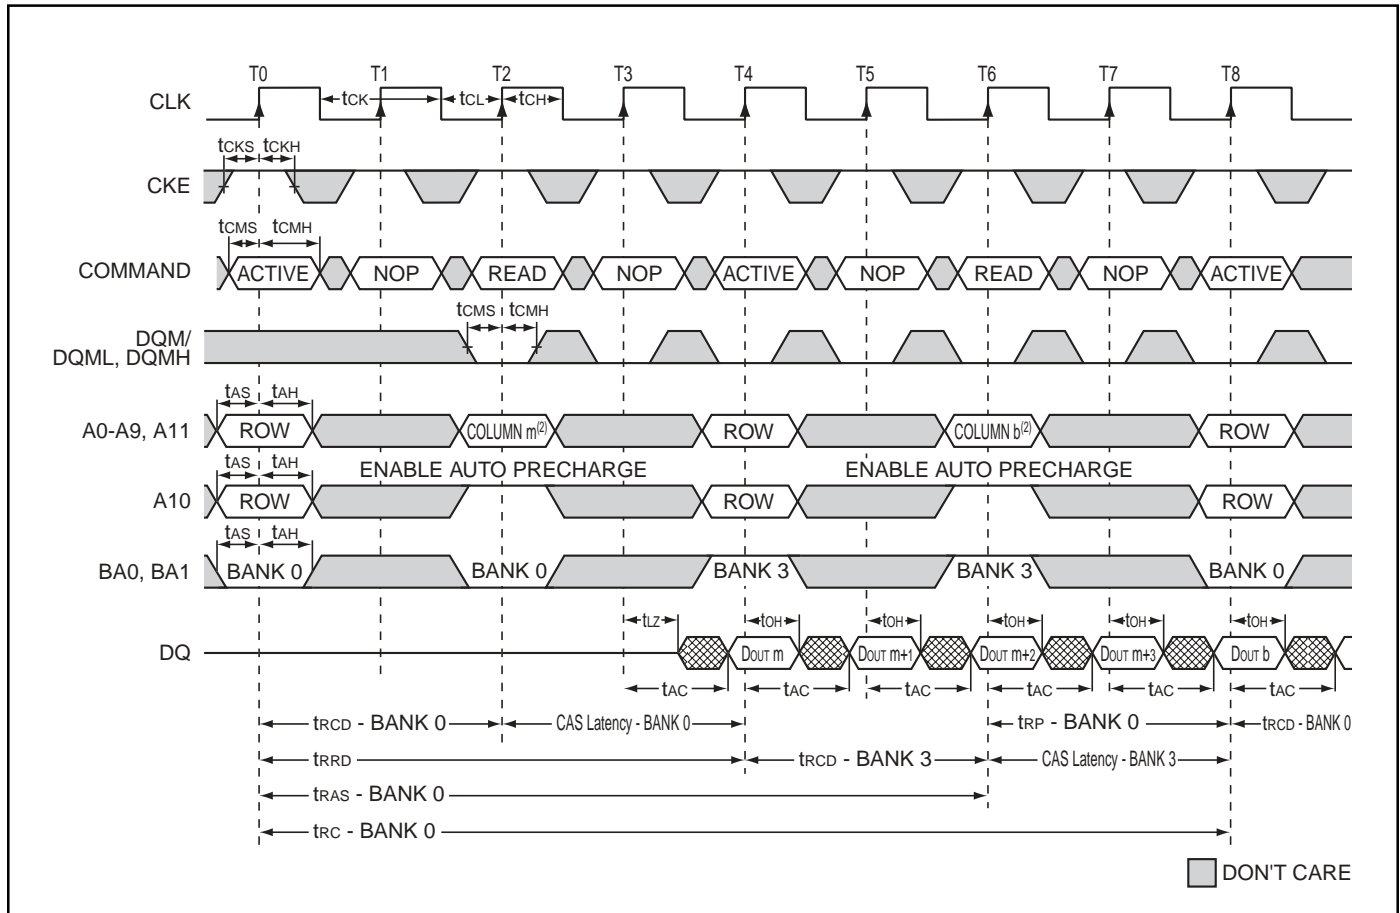 T0 T1 T2 T3 T4 T5 T6 T7 T8
CLK tCK tCL tCH
tCKS tCKH
CKE
tCMS tCMH
COMMAND ACTIVE NOP READ NOP ACTIVE NOP READ NOP ACTIVE
tCMS tCMH
DQM/
DQML, DQMH
tAS tAH
A0-A9, A11 ROW COLUMN m(2) ROW COLUMN b(2) ROW
tAS tAH ENABLE AUTO PRECHARGE ENABLE AUTO PRECHARGE
A10 ROW ROW ROW
tAS tAH
BA0, BA1 BANK 0 BANK 0 BANK 3 BANK 3 BANK 0
tLZ tOH tOH tOH tOH tOH
DQ DOUT m DOUT m+1 DOUT m+2 DOUT m+3 DOUT b
tAC tAC tAC tAC tAC tAC
tRCD - BANK 0 CAS Latency - BANK 0 tRP - BANK 0 tRCD - BANK 0
tRRD tRCD - BANK 3 CAS Latency - BANK 3
tRAS - BANK 0
tRC - BANK 0
DON'T CARE